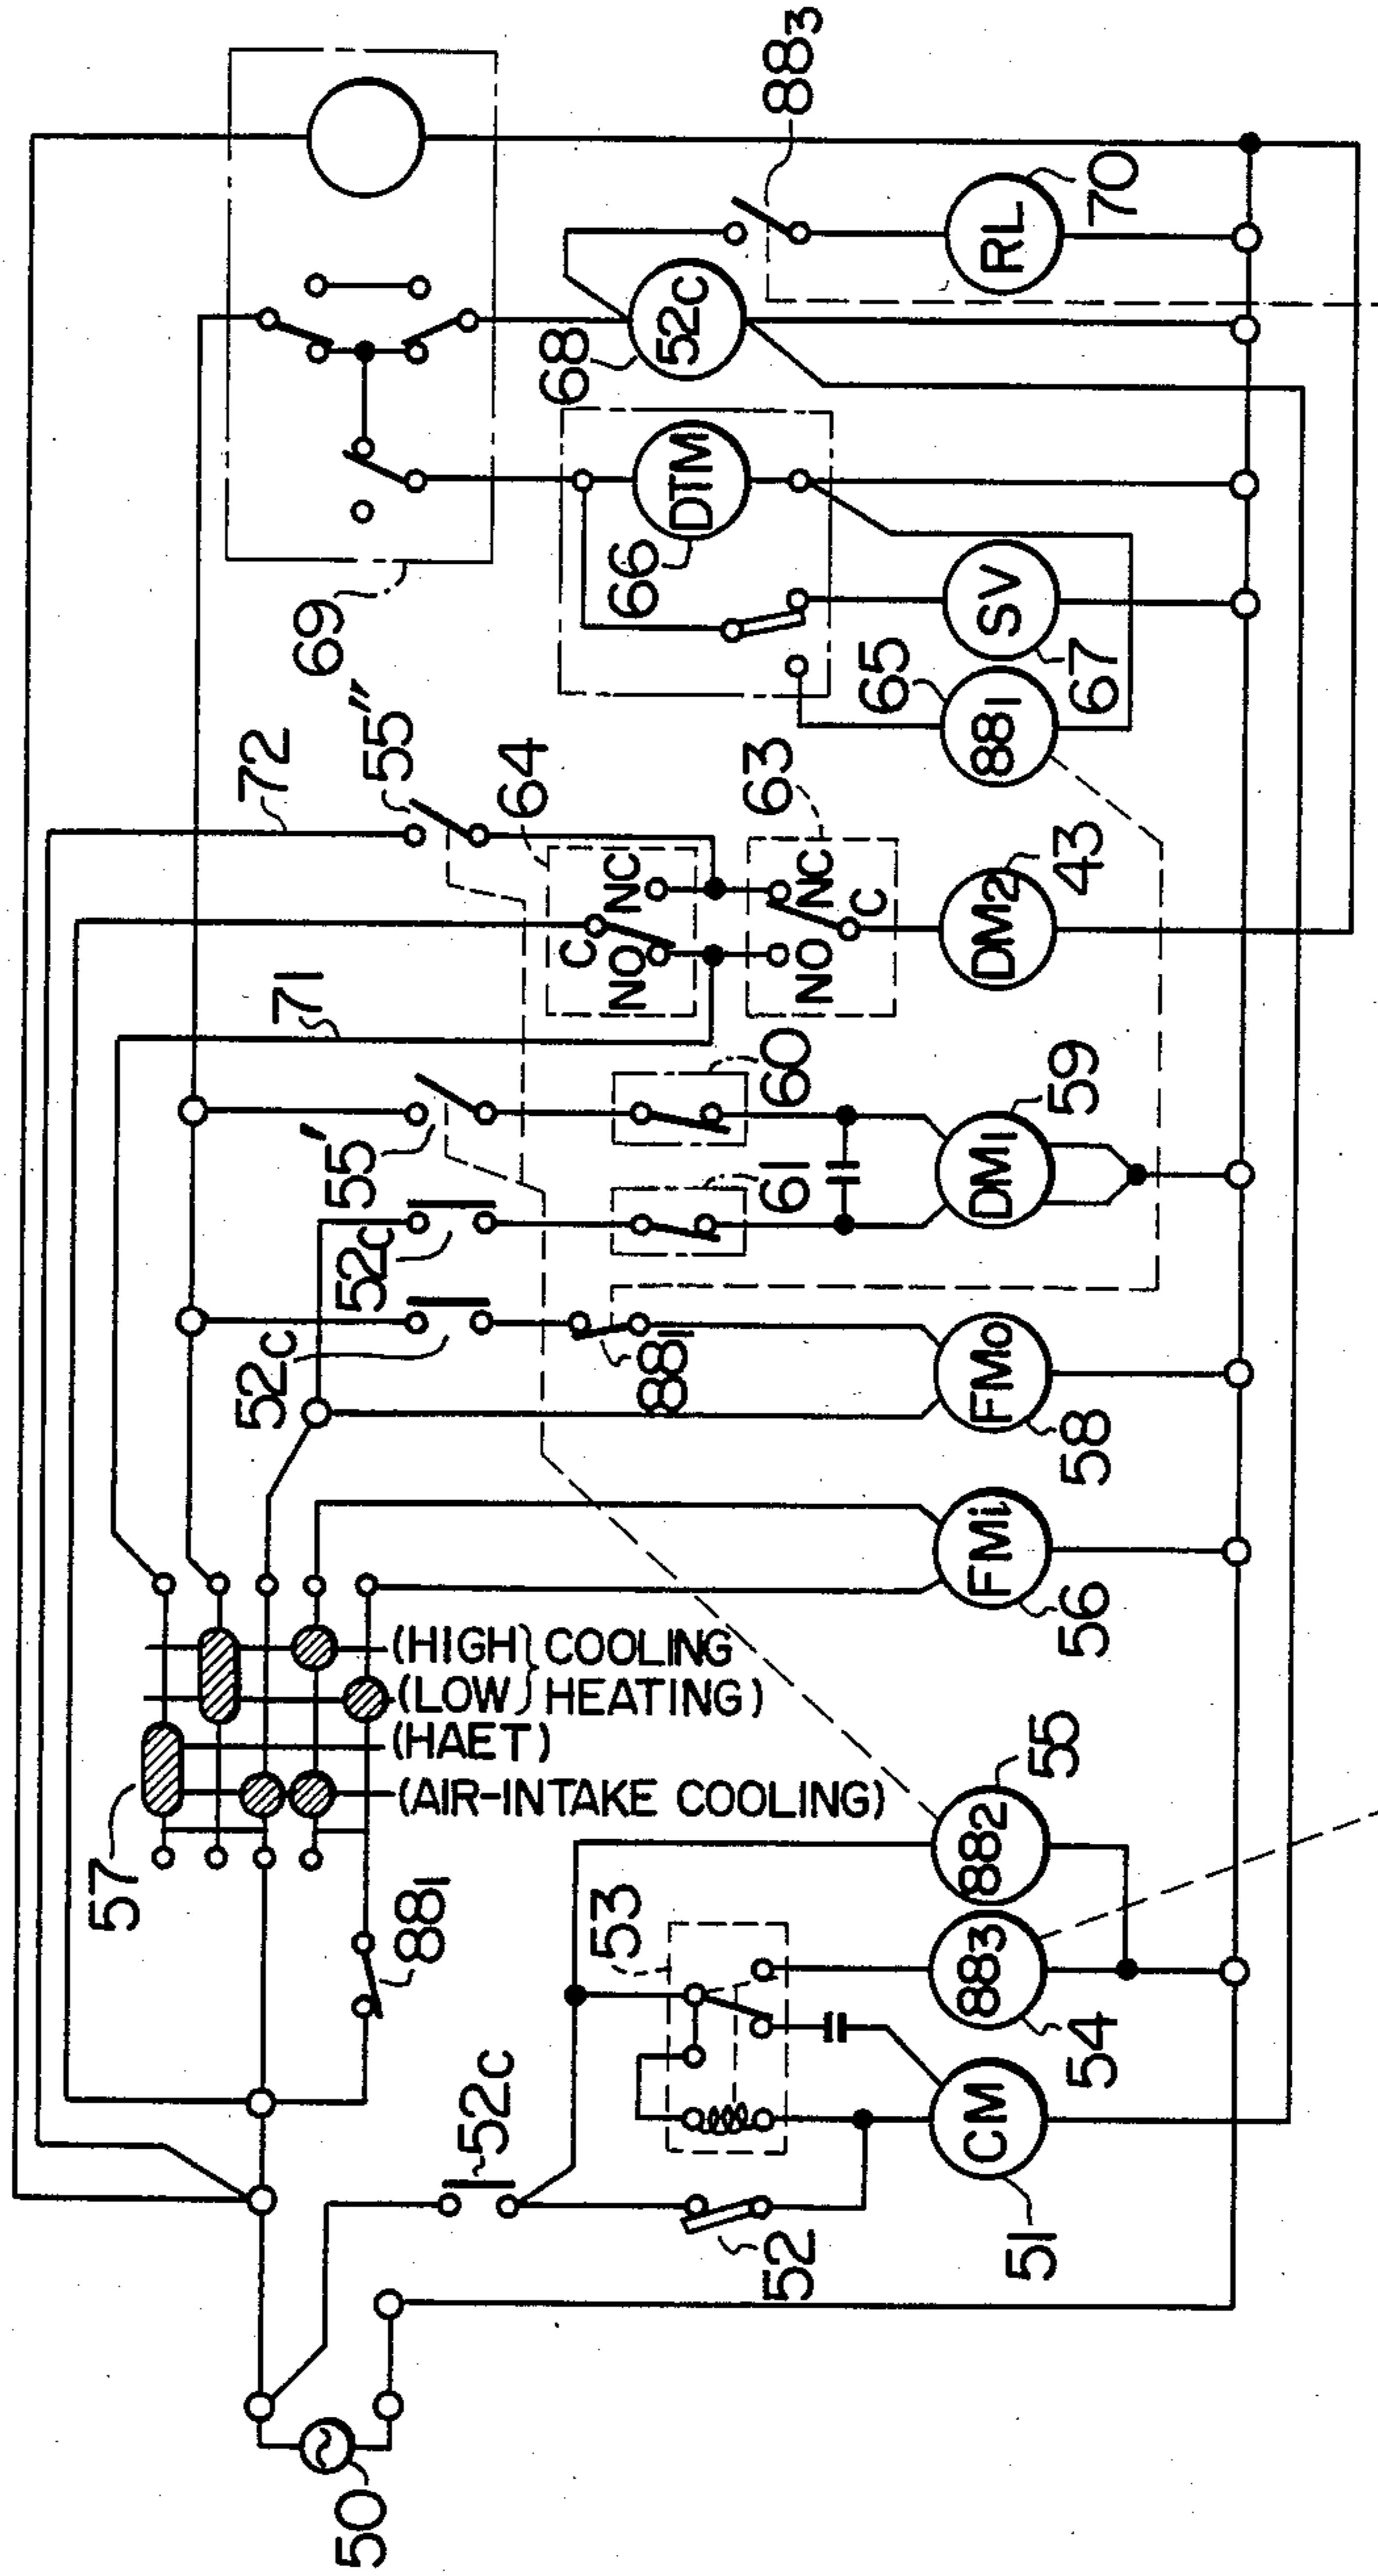 50
57
(HIGH) COOLING
(LOW) HEATING)
(HAET)
(AIR-INTAKE COOLING)
88₁
52C
52
53
CM
51
88₃
54
88₂
55
FMi
56
FMo
58
52C
52C
88₁
55'
61
60
DM₁
59
71
72
55"
64
C
NO
NC
63
NO
NC
C
DM₂
43
69
66
DTM
65
88₁
SV
67
68
52C
88₃
RL
70